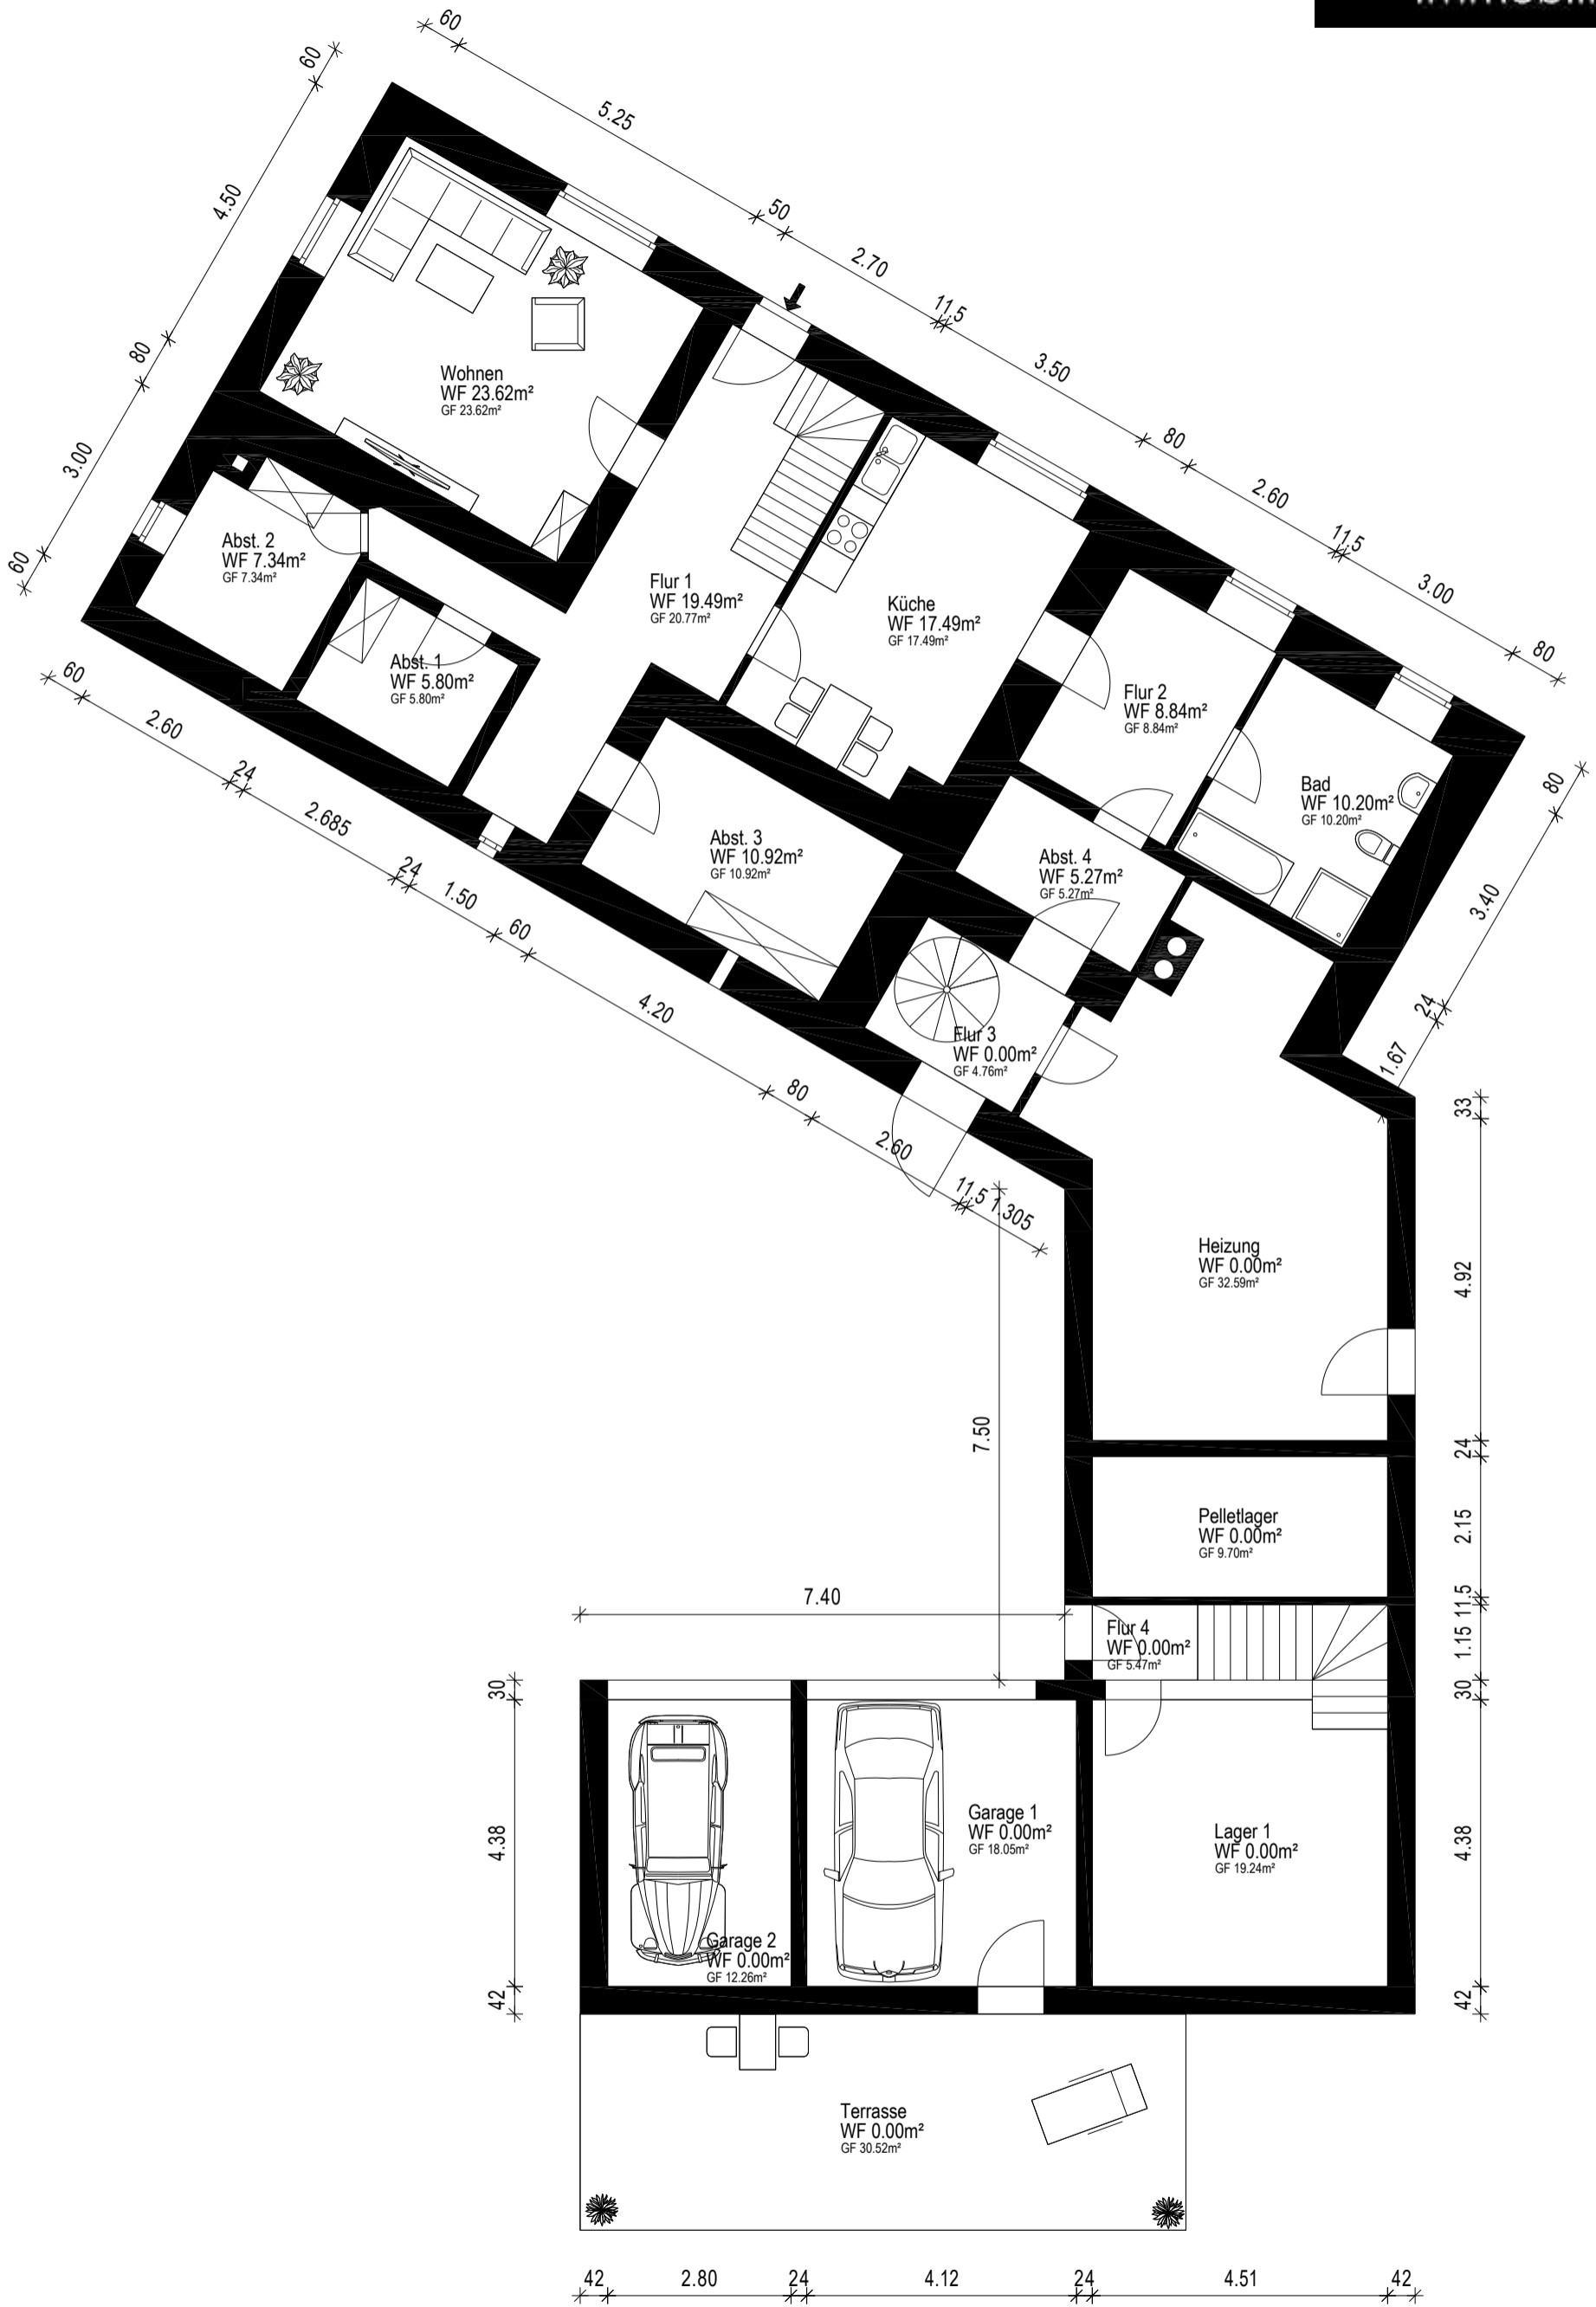 60
5.25
50
2.70
11,5
3.50
80
2.60
11,5
3.00
80
60
4.50
80
3.00
60
Wohnen
WF 23.62m²
GF 23.62m²
Abst. 2
WF 7.34m²
GF 7.34m²
Abst. 1
WF 5.80m²
GF 5.80m²
Flur 1
WF 19.49m²
GF 20.77m²
Küche
WF 17.49m²
GF 17.49m²
Flur 2
WF 8.84m²
GF 8.84m²
Bad
WF 10.20m²
GF 10.20m²
Abst. 3
WF 10.92m²
GF 10.92m²
Abst. 4
WF 5.27m²
GF 5.27m²
Flur 3
WF 0.00m²
GF 4.76m²
60
2.60
24
2.685
24
1.50
60
4.20
80
2.60
11,5
1.305
80
3.40
24
1.67
33
4.92
24
2.15
11,5
1.15
30
4.38
42
Heizung
WF 0.00m²
GF 32.59m²
7.50
Pelletlager
WF 0.00m²
GF 9.70m²
7.40
Flur 4
WF 0.00m²
GF 5.47m²
30
4.38
42
Garage 1
WF 0.00m²
GF 18.05m²
Lager 1
WF 0.00m²
GF 19.24m²
Garage 2
WF 0.00m²
GF 12.26m²
Terrasse
WF 0.00m²
GF 30.52m²
42
2.80
24
4.12
24
4.51
42